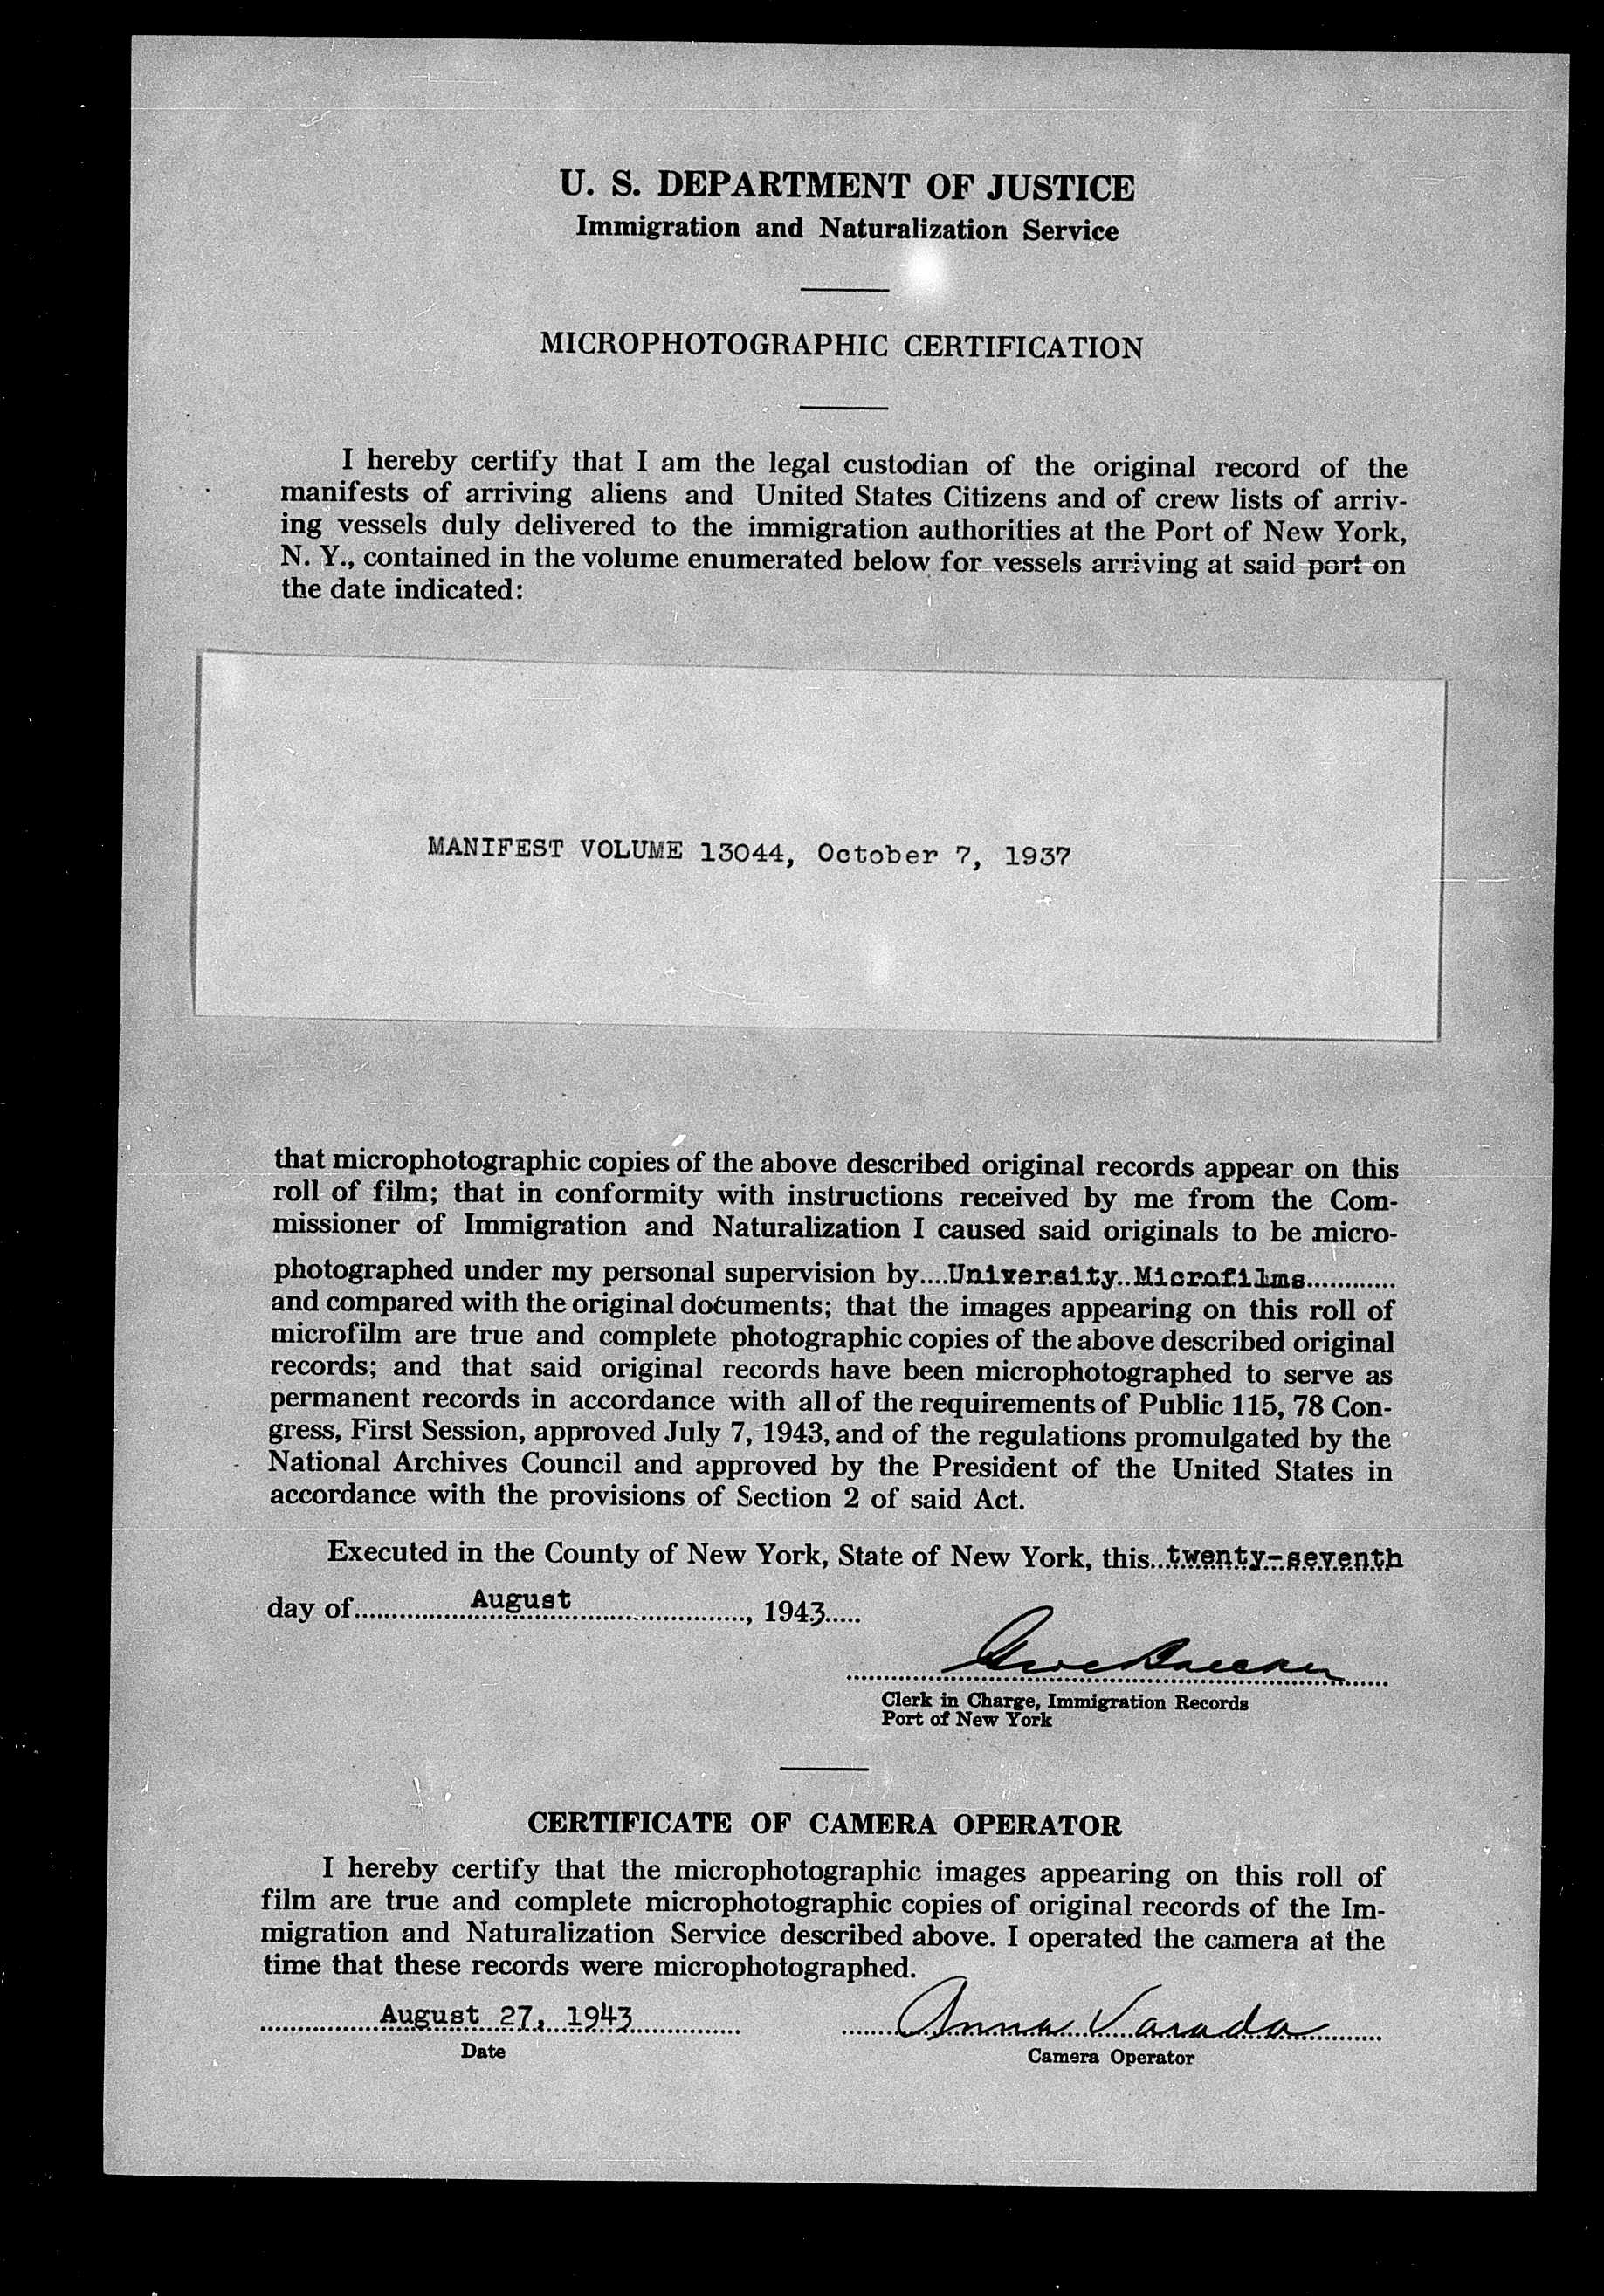 U. S. DEPARTMENT OF JUSTICE
Immigration and Naturalization Service
MICROPHOTOGRAPHIC CERTIFICATION
I hereby certify that I am the legal custodian of the original record of the
manifests of arriving aliens and United States Citizens and of crew lists of arriv-
ing vessels duly delivered to the immigration authorities at the Port of New York,
N. Y., contained in the volume enumerated below for vessels arriving at said port on
the date indicated:
MANIFEST VOLUME 13044, October 7, 1937
that microphotographic copies of the above described original records appear on this
roll of film; that in conformity with instructions received by me from the Com-
missioner of Immigration and Naturalization I caused said originals to be micro-
photographed under my personal supervision by....University..Microfilms............
and compared with the original documents; that the images appearing on this roll of
microfilm are true and complete photographic copies of the above described original
records; and that said original records have been microphotographed to serve as
permanent records in accordance with all of the requirements of Public 115, 78 Con-
gress, First Session, approved July 7, 1943, and of the regulations promulgated by the
National Archives Council and approved by the President of the United States in
accordance with the provisions of Section 2 of said Act.
Executed in the County of New York, State of New York, this..twenty-seventh
day of August, 1943.....
Clerk in Charge, Immigration Records
Port of New York
CERTIFICATE OF CAMERA OPERATOR
I hereby certify that the microphotographic images appearing on this roll of
film are true and complete microphotographic copies of original records of the Im-
migration and Naturalization Service described above. I operated the camera at the
time that these records were microphotographed.
August 27, 1943 Anna Varada
Date Camera Operator